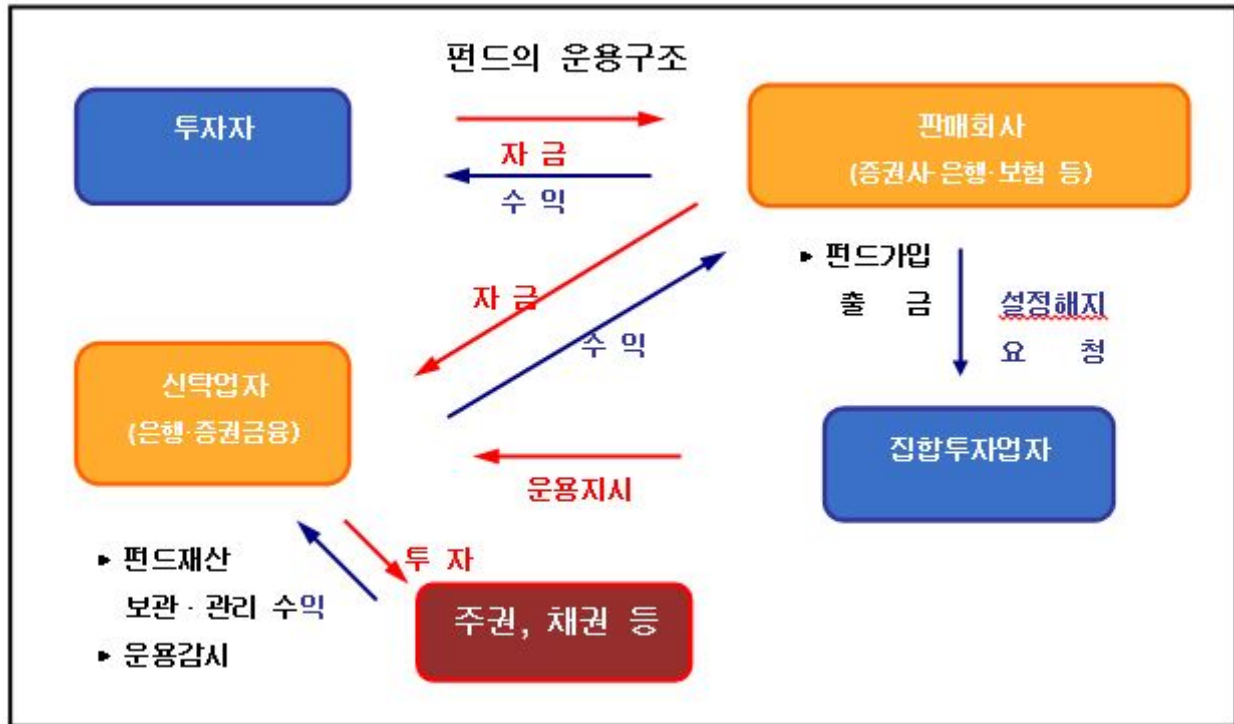 펀드의 운용구조
투자자
자 금
수 익
판매회사
(증권사·은행·보험 등)
자 금
수 익
▸ 펀드가입
출 금
설정해지
요 청
신탁업자
(은행·증권금융)
운용지시
집합투자업자
▸ 펀드재산
보관·관리 수익
▸ 운용감시
투 자
주권, 채권 등